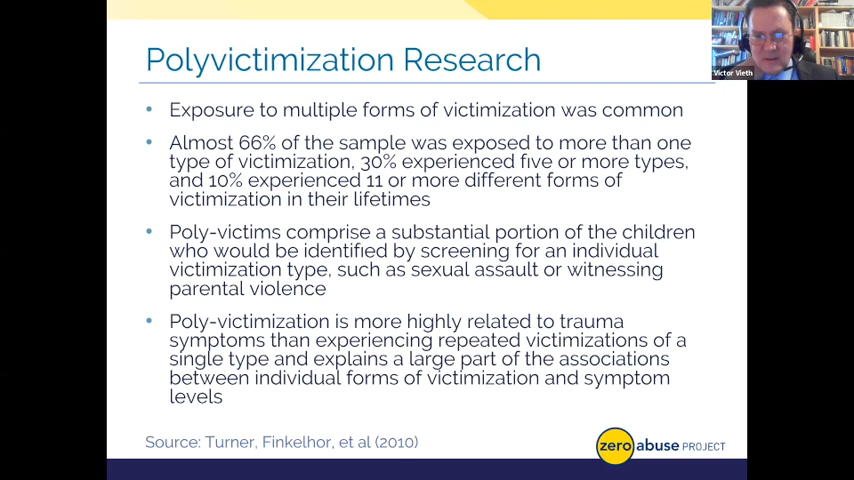 Victor Vieth
Polyvictimization Research
• Exposure to multiple forms of victimization was common
• Almost 66% of the sample was exposed to more than one
type of victimization, 30% experienced five or more types,
and 10% experienced 11 or more different forms of
victimization in their lifetimes
• Poly-victims comprise a substantial portion of the children
who would be identified by screening for an individual
victimization type, such as sexual assault or witnessing
parental violence
• Poly-victimization is more highly related to trauma
symptoms than experiencing repeated victimizations of a
single type and explains a large part of the associations
between individual forms of victimization and symptom
levels
Source: Turner, Finkelhor, et al (2010)
zero abuse PROJECT